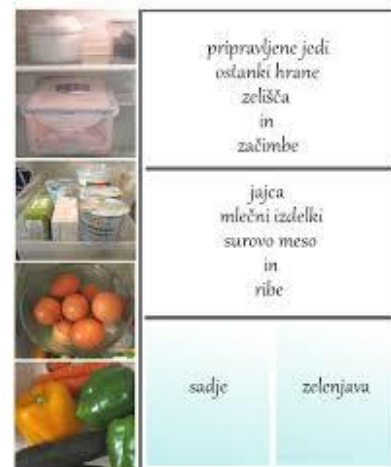 pripravljene jedi
ostanki hrane
zelišča
in
začimbe
jajca
mlečni izdelki
surovo meso
in
ribe
sadje
zelenjava